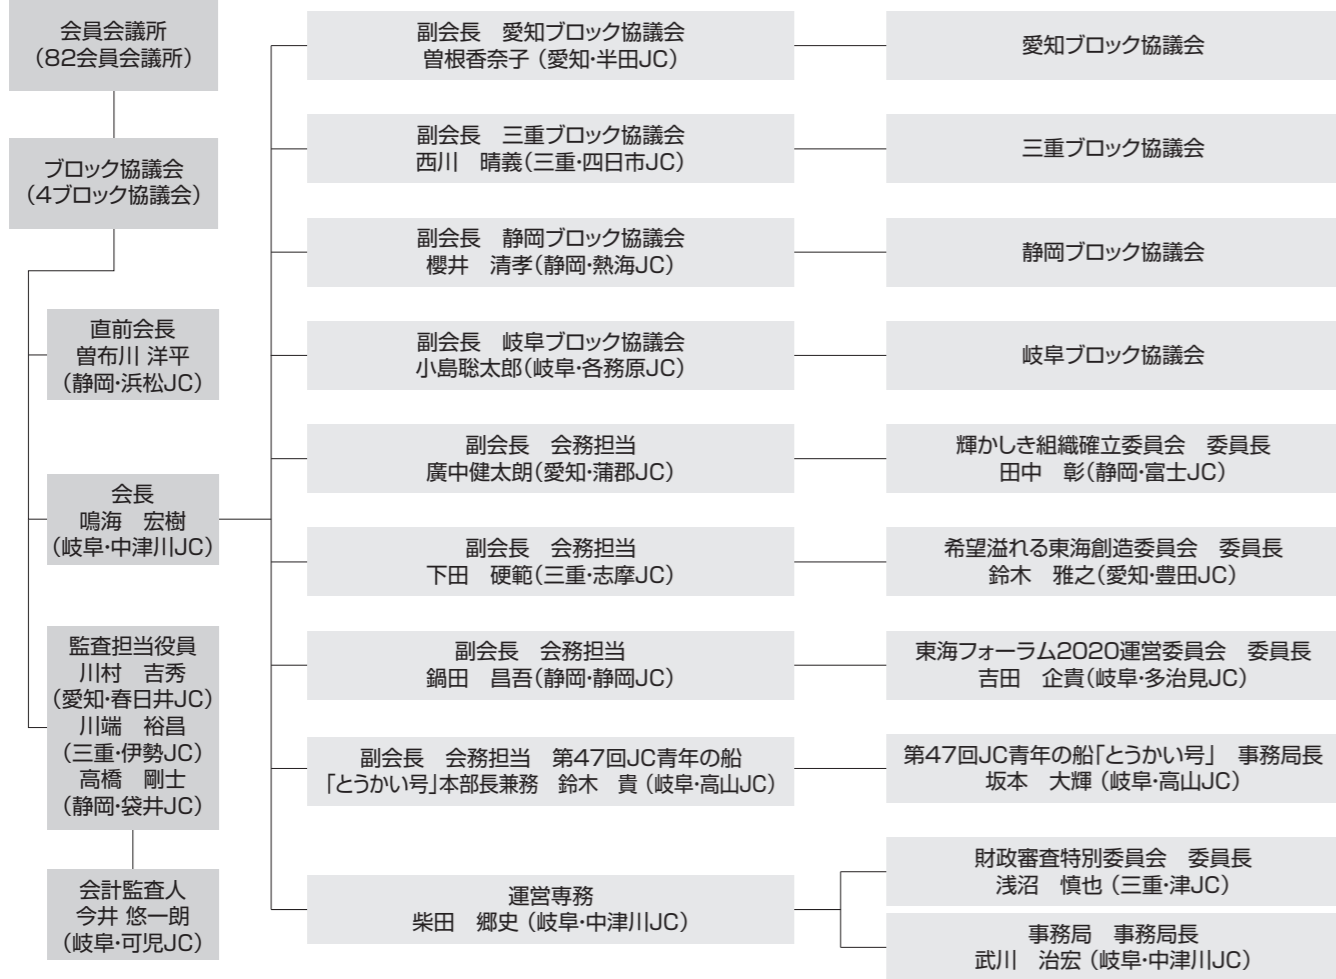 会員会議所
(82会員会議所)
ブロック協議会
(4ブロック協議会)
直前会長
曽布川 洋平
(静岡・浜松JC)
会長
鳴海　宏樹
(岐阜・中津川JC)
監査担当役員
川村　吉秀
(愛知・春日井JC)
川端　裕昌
(三重・伊勢JC)
高橋　剛士
(静岡・袋井JC)
会計監査人
今井 悠一朗
(岐阜・可児JC)
副会長　愛知ブロック協議会
曽根香奈子 (愛知・半田JC)
愛知ブロック協議会
副会長　三重ブロック協議会
西川　晴義(三重・四日市JC)
三重ブロック協議会
副会長　静岡ブロック協議会
櫻井　清孝(静岡・熱海JC)
静岡ブロック協議会
副会長　岐阜ブロック協議会
小島聡太郎(岐阜・各務原JC)
岐阜ブロック協議会
副会長　会務担当
廣中健太朗(愛知・蒲郡JC)
輝かしき組織確立委員会　委員長
田中　彰(静岡・富士JC)
副会長　会務担当
下田　硬範(三重・志摩JC)
希望溢れる東海創造委員会　委員長
鈴木　雅之(愛知・豊田JC)
副会長　会務担当
鍋田　昌吾(静岡・静岡JC)
東海フォーラム2020運営委員会　委員長
吉田　企貴(岐阜・多治見JC)
副会長　会務担当　第47回JC青年の船
「とうかい号」本部長兼務　鈴木　貴 (岐阜・高山JC)
第47回JC青年の船「とうかい号」　事務局長
坂本　大輝 (岐阜・高山JC)
運営専務
柴田　郷史 (岐阜・中津川JC)
財政審査特別委員会　委員長
浅沼　慎也 (三重・津JC)
事務局　事務局長
武川　治宏 (岐阜・中津川JC)